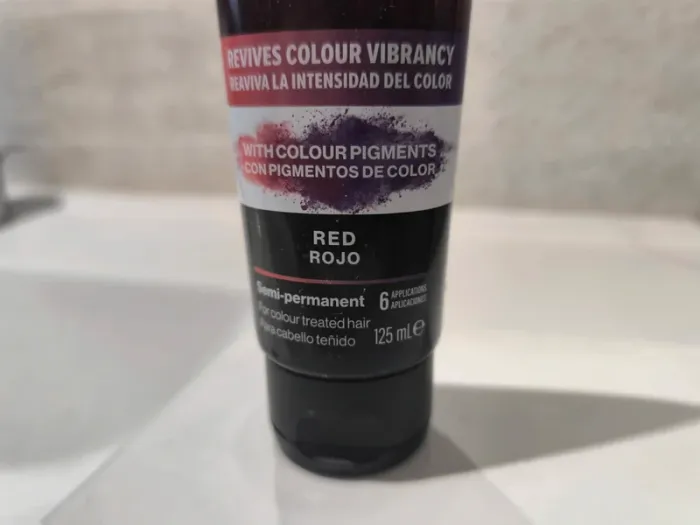 REVIVES COLOUR VIBRANCY
REAVIVA LA INTENSIDAD DEL COLOR
WITH COLOUR PIGMENTS
CON PIGMENTOS DE COLOR
RED
ROJO
Semi-permanent
For colour treated hair
Para cabello teñido
6 APPLICATIONS
APLICACIONES
125 mL℮